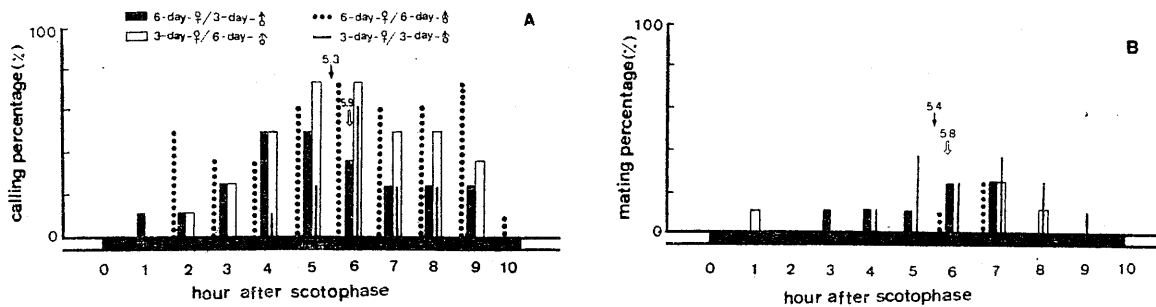 100
0
calling percentage(%)
6-day-♀/3-day-♂
6-day-♀/6-day-♂
3-day-♀/6-day-♂
3-day-♀/3-day-♂
A
5.3
5.9
0 1 2 3 4 5 6 7 8 9 10
hour after scotophase
100
0
mating percentage(%)
B
5.4
5.8
0 1 2 3 4 5 6 7 8 9 10
hour after scotophase